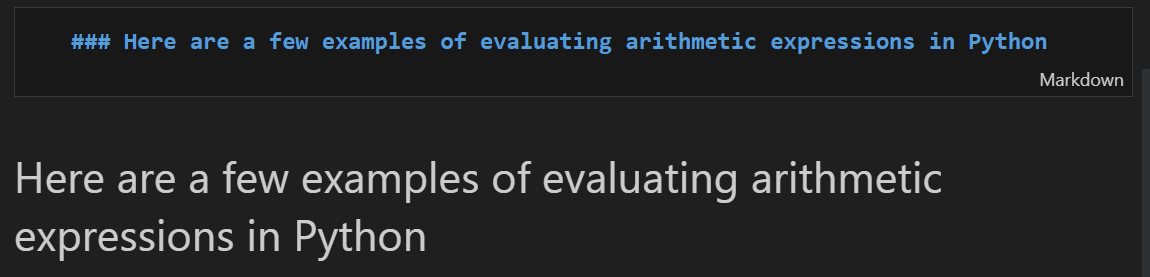 ### Here are a few examples of evaluating arithmetic expressions in Python
Markdown
Here are a few examples of evaluating arithmetic
expressions in Python